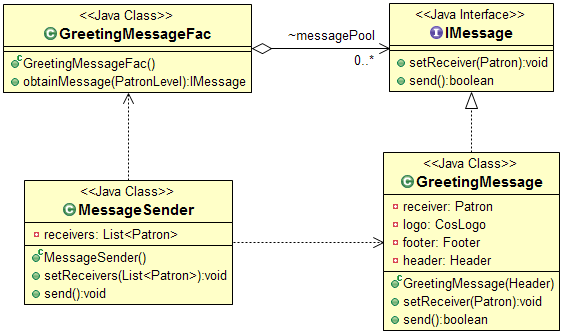 <<Java Class>>
GreetingMessageFac
GreetingMessageFac()
obtainMessage(PatronLevel):IMessage
~messagePool
0..*
<<Java Interface>>
IMessage
setReceiver(Patron):void
send():boolean
<<Java Class>>
MessageSender
receivers: List<Patron>
MessageSender()
setReceivers(List<Patron>):void
send():void
<<Java Class>>
GreetingMessage
receiver: Patron
logo: CosLogo
footer: Footer
header: Header
GreetingMessage(Header)
setReceiver(Patron):void
send():boolean